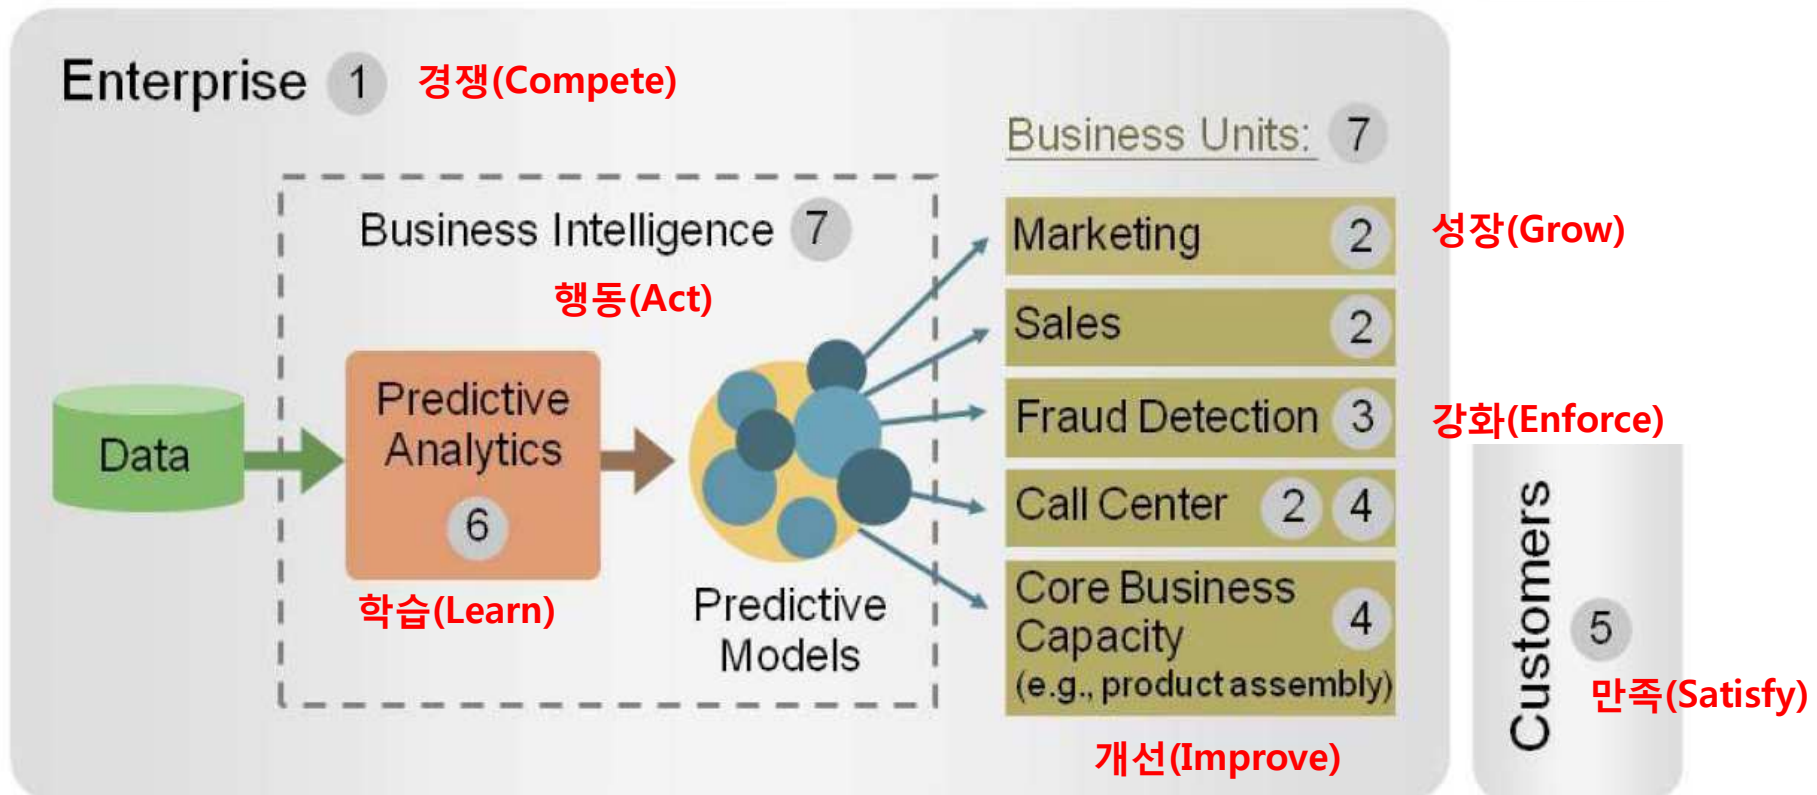 Enterprise 1 경쟁(Compete)
Business Units: 7
Business Intelligence 7
행동(Act)
Data
Predictive
Analytics
6
학습(Learn)
Predictive
Models
Marketing 2 성장(Grow)
Sales 2
Fraud Detection 3 강화(Enforce)
Call Center 2 4
Core Business
Capacity 4
(e.g., product assembly)
개선(Improve)
Customers 5
만족(Satisfy)